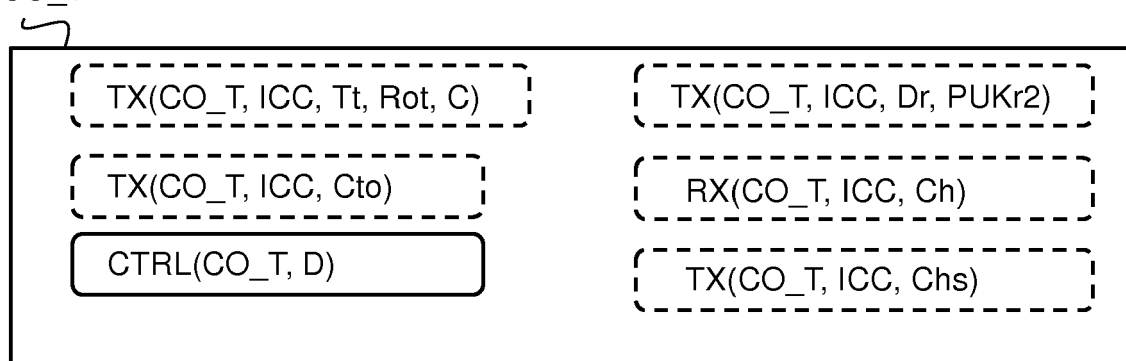 TX(CO_T, ICC, Tt, Rot, C)
TX(CO_T, ICC, Cto)
CTRL(CO_T, D)
TX(CO_T, ICC, Dr, PUKr2)
RX(CO_T, ICC, Ch)
TX(CO_T, ICC, Chs)